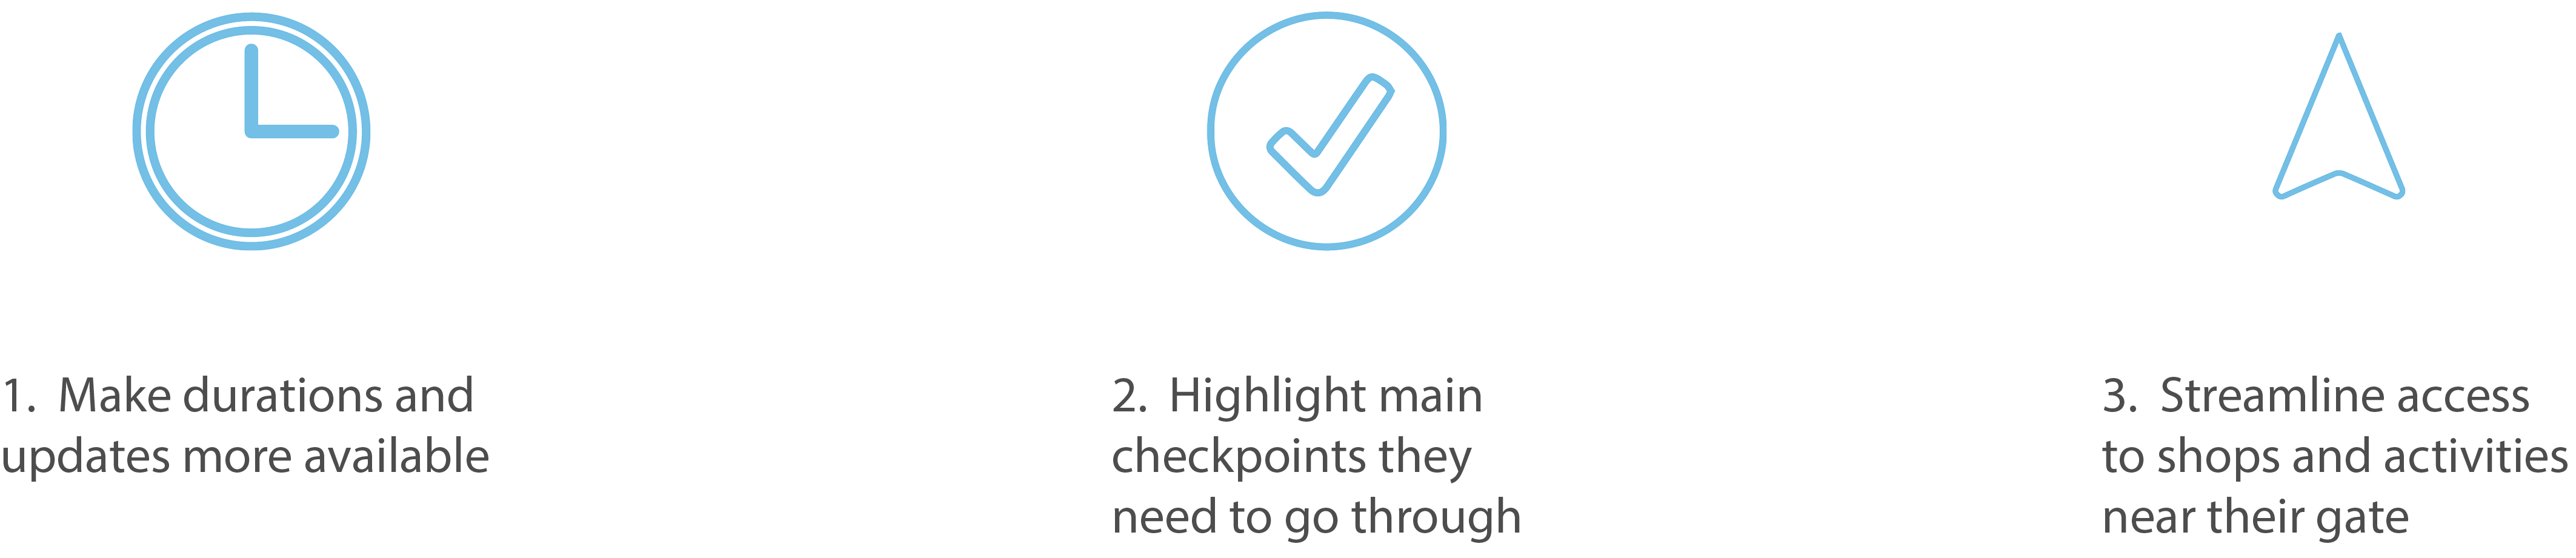 1. Make durations and
updates more available
2. Highlight main
checkpoints they
need to go through
3. Streamline access
to shops and activities
near their gate